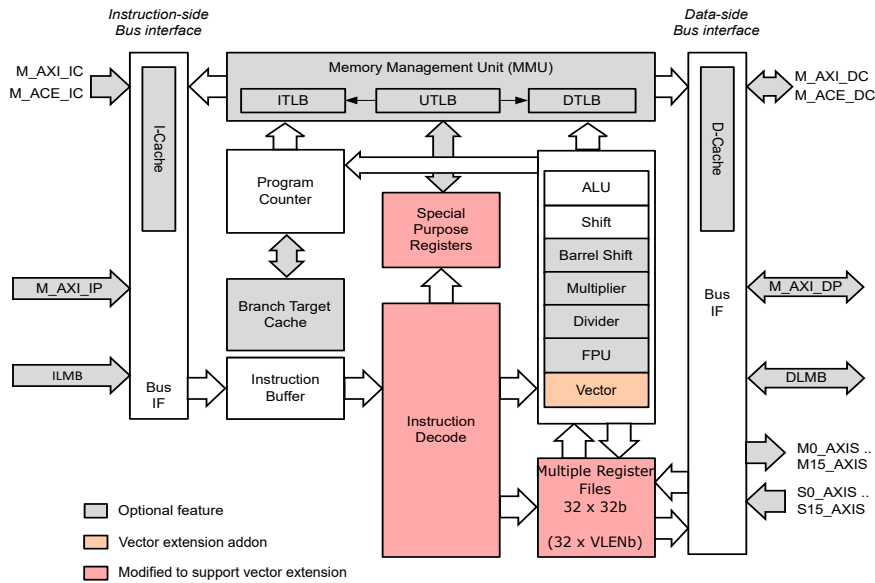 Instruction-side
Bus interface
Data-side
Bus interface
M_AXI_IC
M_ACE_IC
I-Cache
Memory Management Unit (MMU)
ITLB
UTLB
DTLB
D-Cache
M_AXI_DC
M_ACE_DC
Program
Counter
Special
Purpose
Registers
ALU
Shift
Barrel Shift
Multiplier
Divider
FPU
Vector
M_AXI_IP
Branch Target
Cache
Bus
IF
M_AXI_DP
ILMB
Bus
IF
Instruction
Buffer
Instruction
Decode
DLMB
Multiple Register
Files
32 x 32b
(32 x VLENb)
M0_AXIS ..
M15_AXIS
S0_AXIS ..
S15_AXIS
Optional feature
Vector extension addon
Modified to support vector extension